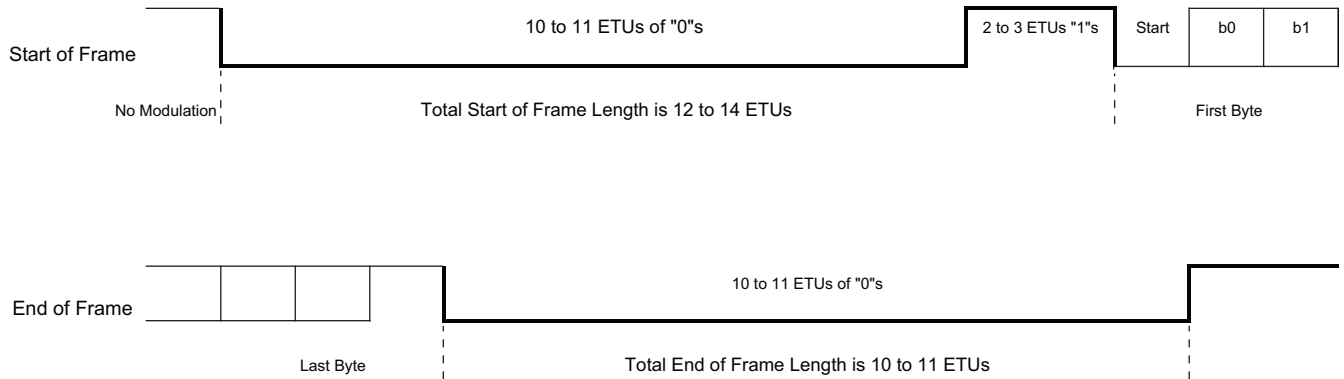 10 to 11 ETUs of "0"s
2 to 3 ETUs "1"s
Start
b0
b1
Start of Frame
No Modulation
Total Start of Frame Length is 12 to 14 ETUs
First Byte
10 to 11 ETUs of "0"s
End of Frame
Last Byte
Total End of Frame Length is 10 to 11 ETUs